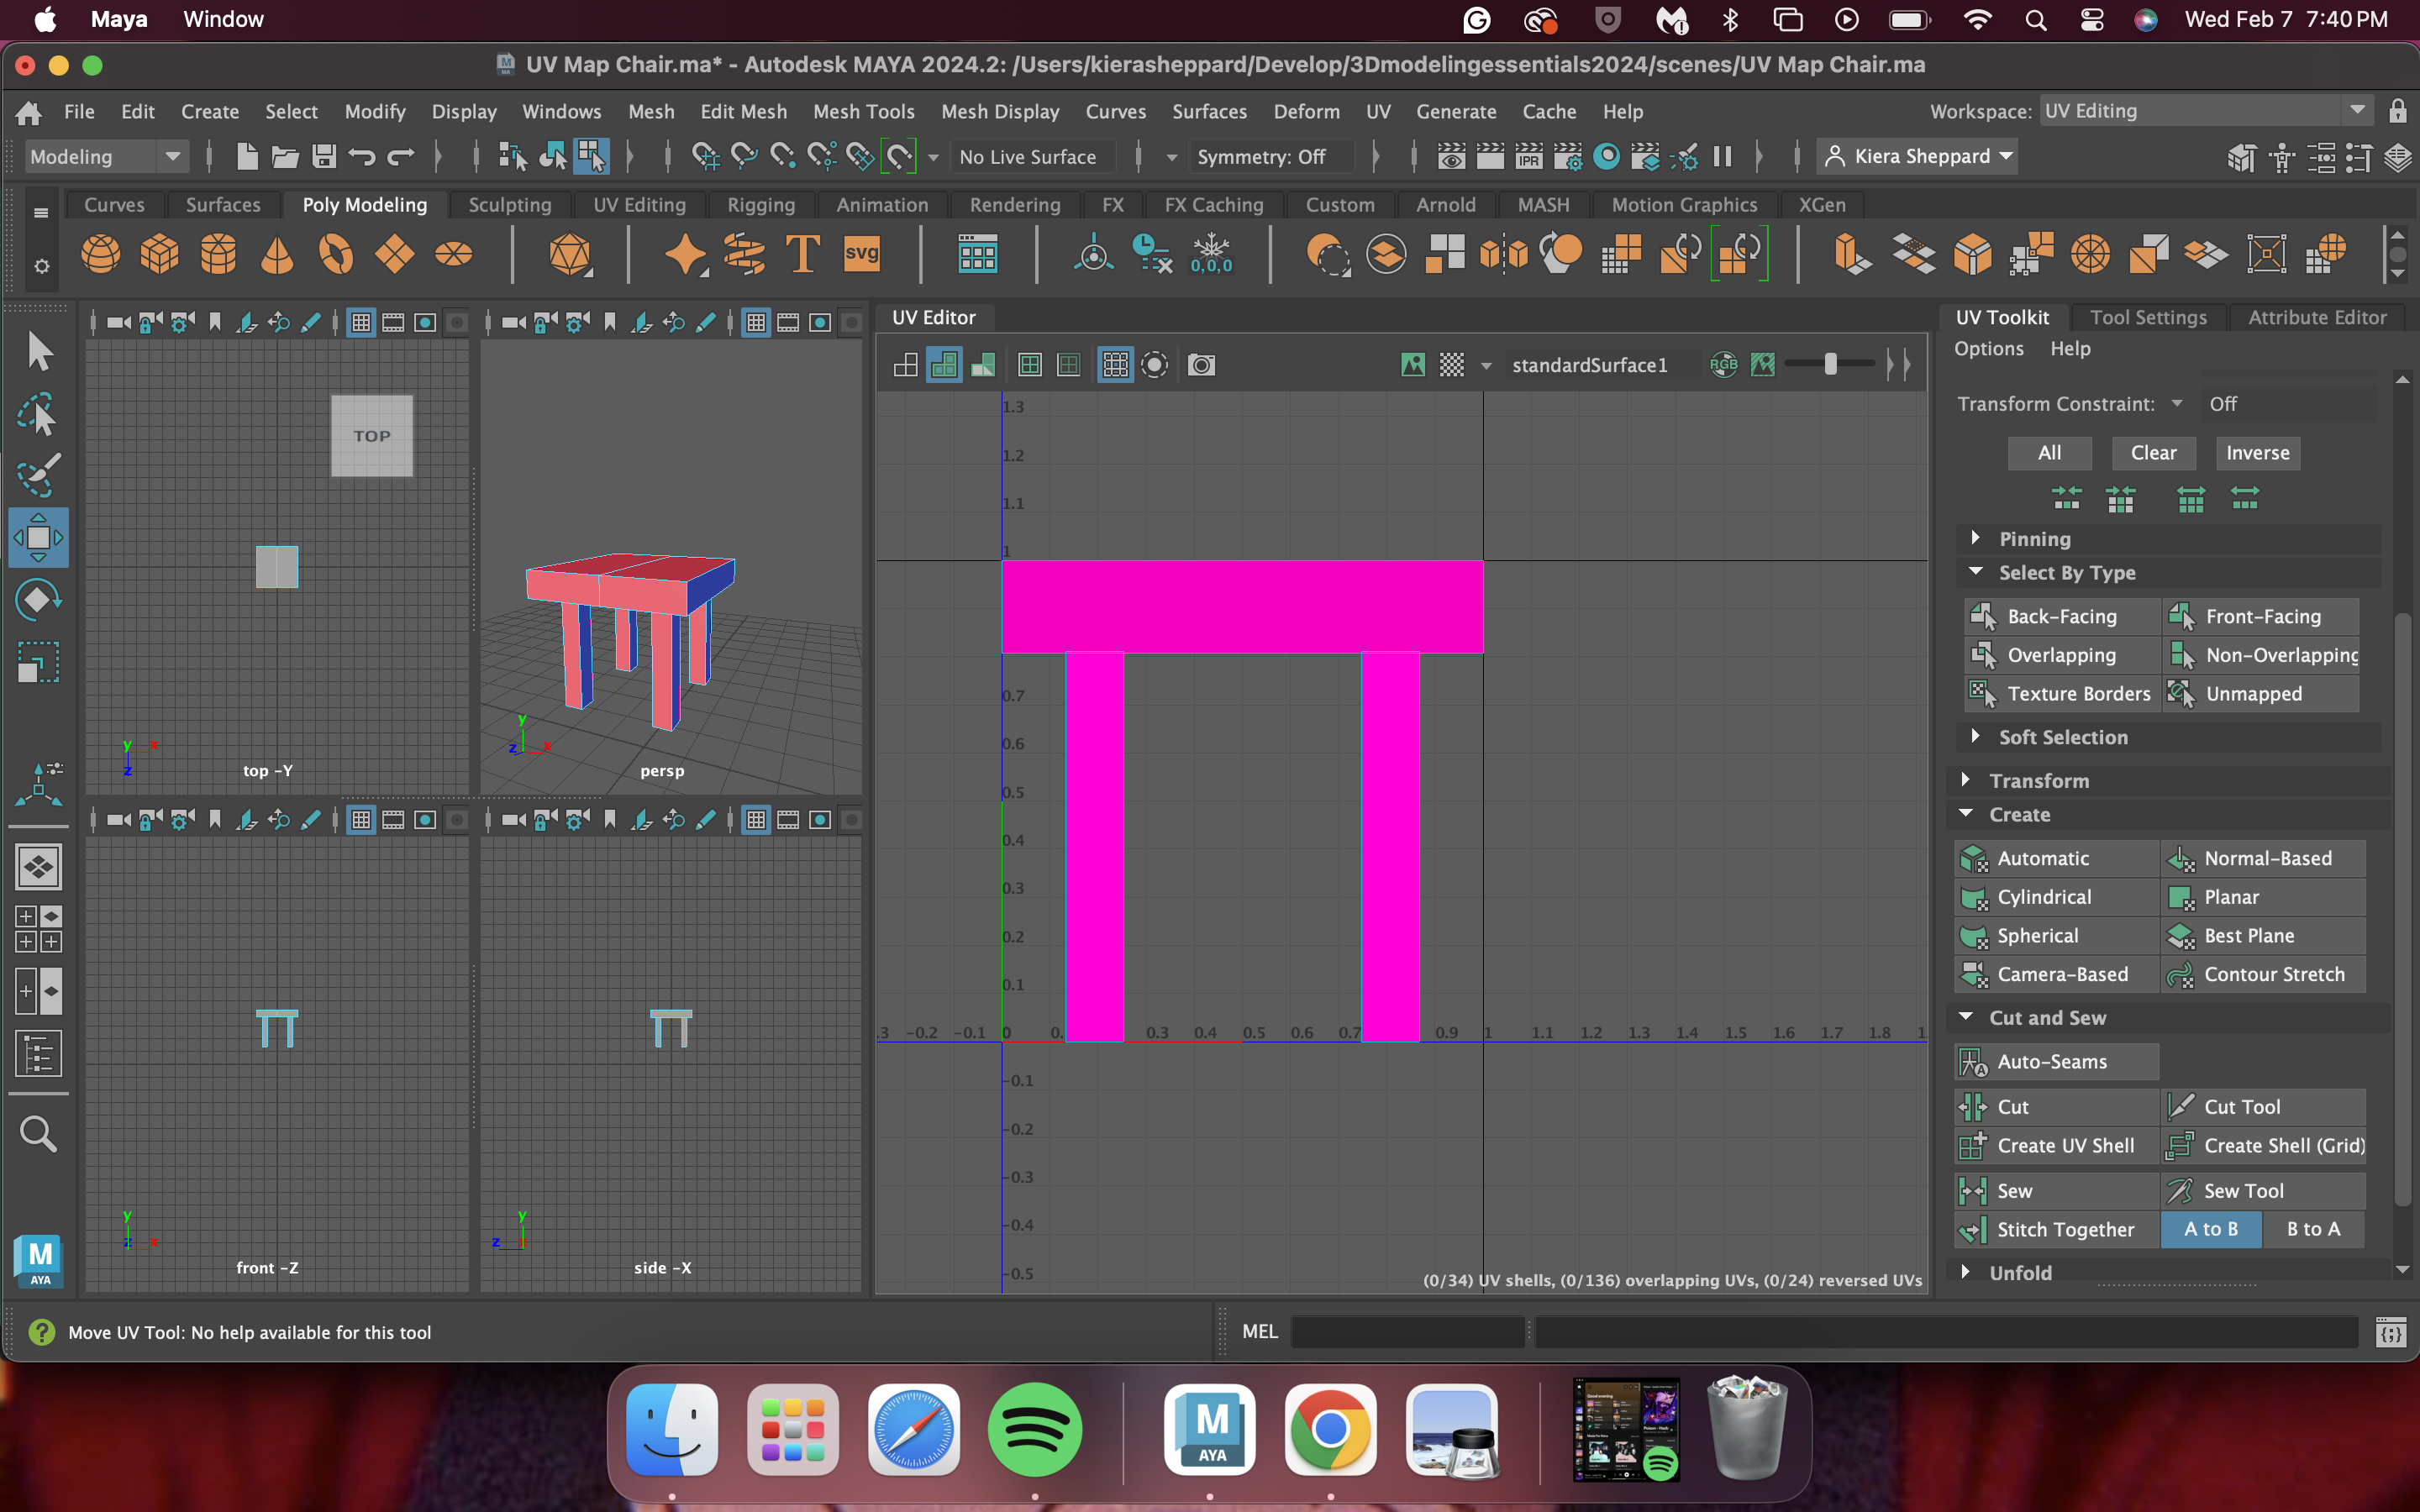 Maya Window Wed Feb 7 7:40 PM
UV Map Chair.ma* - Autodesk MAYA 2024.2: /Users/kierasheppard/Develop/3Dmodelingessentials2024/scenes/UV Map Chair.ma
File Edit Create Select Modify Display Windows Mesh Edit Mesh Mesh Tools Mesh Display Curves Surfaces Deform UV Generate Cache Help Workspace: UV Editing
Modeling No Live Surface Symmetry: Off IPR Kiera Sheppard
Curves Surfaces Poly Modeling Sculpting UV Editing Rigging Animation Rendering FX FX Caching Custom Arnold MASH Motion Graphics XGen
T svg 0,0,0
UV Editor
UV Toolkit Tool Settings Attribute Editor
Options Help
standardSurface1 RGB
Transform Constraint: Off
All Clear Inverse
Pinning
Select By Type
Back-Facing Front-Facing
Overlapping Non-Overlapping
Texture Borders Unmapped
Soft Selection
Transform
Create
Automatic Normal-Based
Cylindrical Planar
Spherical Best Plane
Camera-Based Contour Stretch
Cut and Sew
Auto-Seams
Cut Cut Tool
Create UV Shell Create Shell (Grid)
Sew Sew Tool
Stitch Together A to B B to A
Unfold
TOP
y x
z
top -Y
y
z x
persp
y
z x
front -Z
y
z
side -X
1.3
1.2
1.1
1
0.7
0.6
0.5
0.4
0.3
0.2
0.1
.3 -0.2 -0.1 0 0. 0.3 0.4 0.5 0.6 0.7 0.9 1 1.1 1.2 1.3 1.4 1.5 1.6 1.7 1.8 1.
-0.1
-0.2
-0.3
-0.4
-0.5
(0/34) UV shells, (0/136) overlapping UVs, (0/24) reversed UVs
M
AYA
Move UV Tool: No help available for this tool
MEL
M
AYA